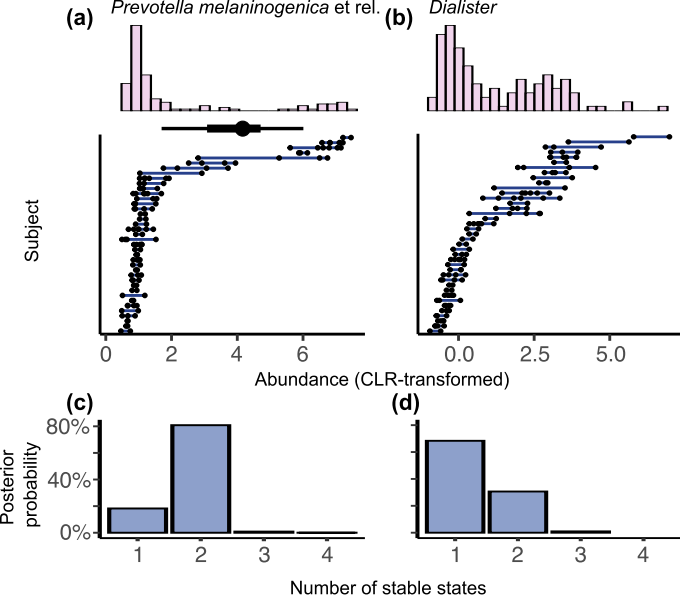 (a) Prevotella melaninogenica et rel. (b) Dialister
Subject
0 2 4 6 0.0 2.5 5.0
Abundance (CLR-transformed)
(c) (d)
Posterior
probability
80%
40%
0%
1 2 3 4 1 2 3 4
Number of stable states